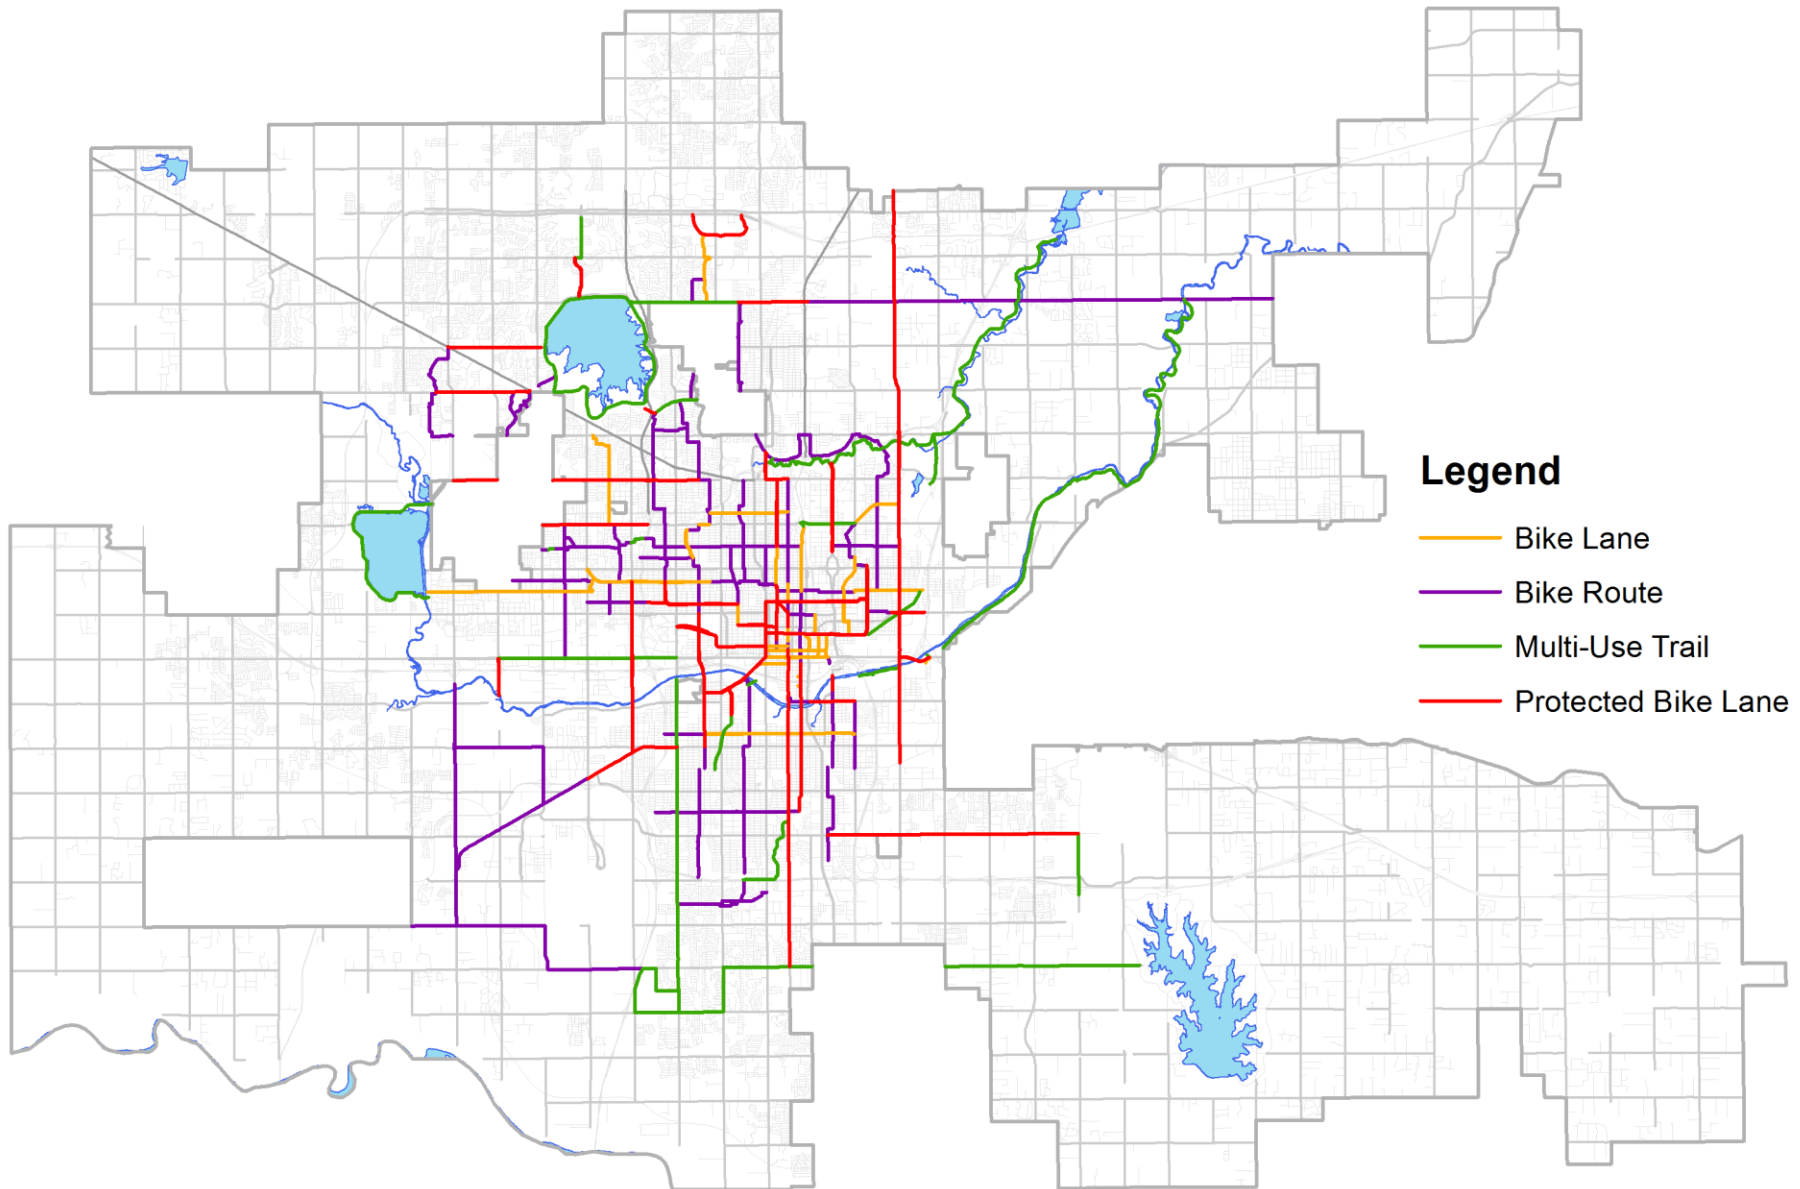 Legend
Bike Lane
Bike Route
Multi-Use Trail
Protected Bike Lane